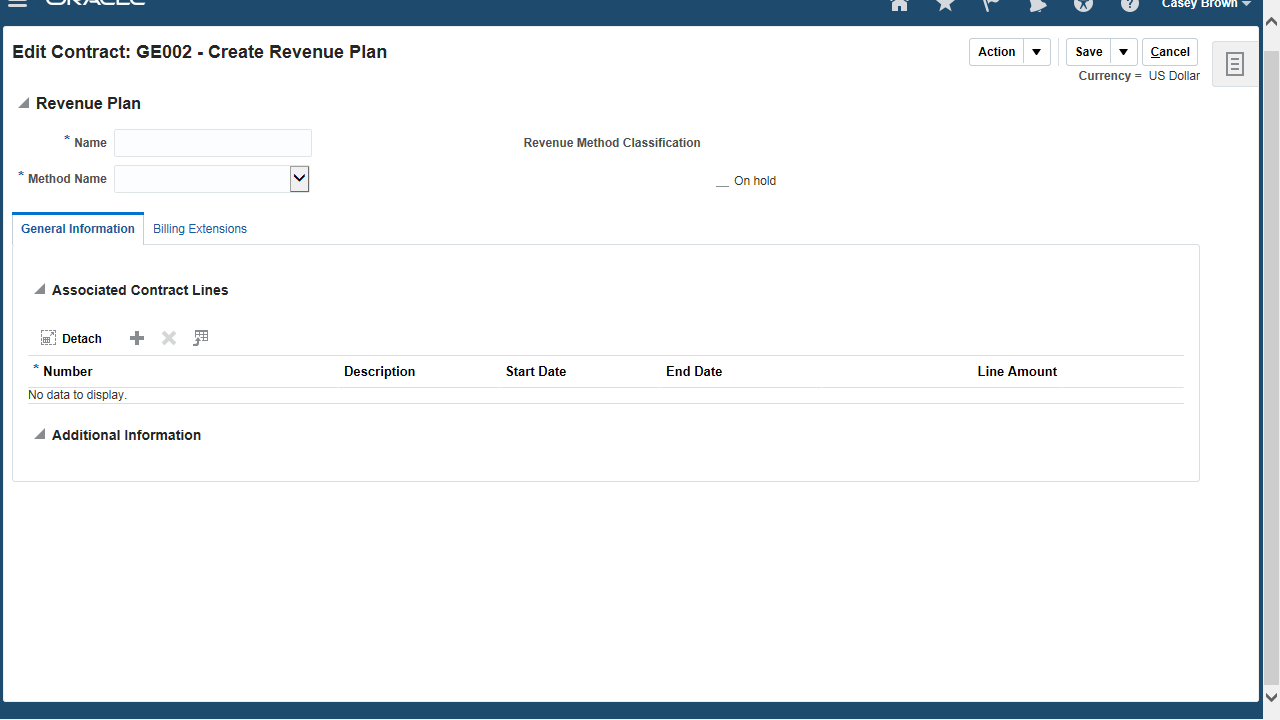 ORACLE
Casey Brown
Edit Contract: GE002 - Create Revenue Plan
Action
Save
Cancel
Currency = US Dollar
Revenue Plan
* Name
Revenue Method Classification
* Method Name
On hold
General Information
Billing Extensions
Associated Contract Lines
Detach
* Number Description Start Date End Date Line Amount
No data to display.
Additional Information